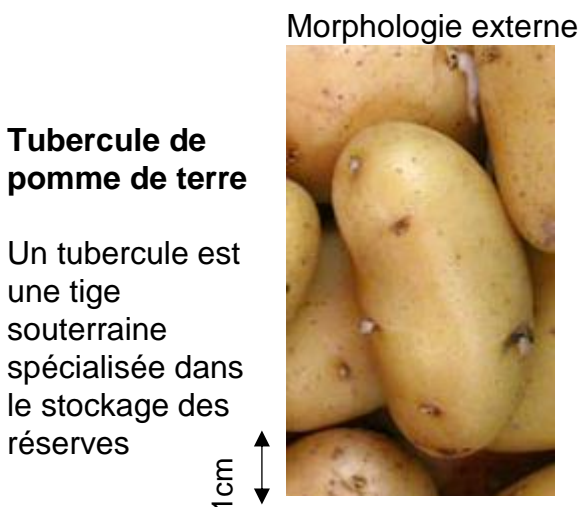 Morphologie externe
Tubercule de
pomme de terre
Un tubercule est
une tige
souterraine
spécialisée dans
le stockage des
réserves
1cm